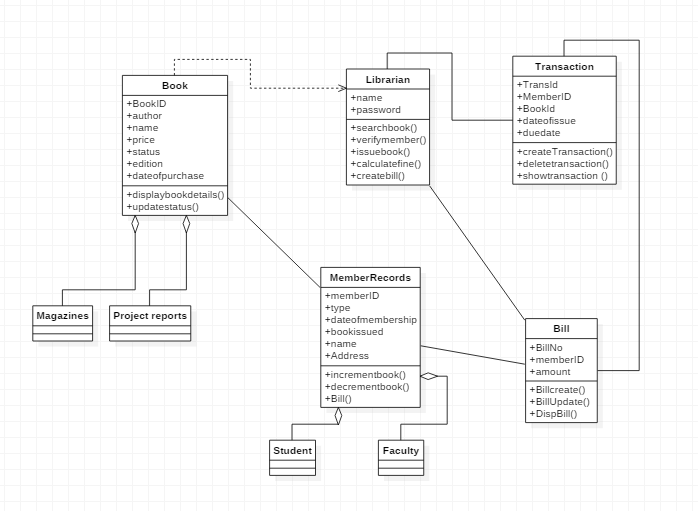 Book
+BookID
+author
+name
+price
+status
+edition
+dateofpurchase
+displaybookdetails()
+updatestatus()
Librarian
+name
+password
+searchbook()
+verifymember()
+issuebook()
+calculatefine()
+createbill()
Transaction
+TransId
+MemberID
+BookId
+dateofissue
+duedate
+createTransaction()
+deletetransaction()
+showtransaction ()
Magazines
Project reports
MemberRecords
+memberID
+type
+dateofmembership
+bookissued
+name
+Address
+incrementbook()
+decrementbook()
+Bill()
Bill
+BillNo
+memberID
+amount
+Billcreate()
+BillUpdate()
+DispBill()
Student
Faculty